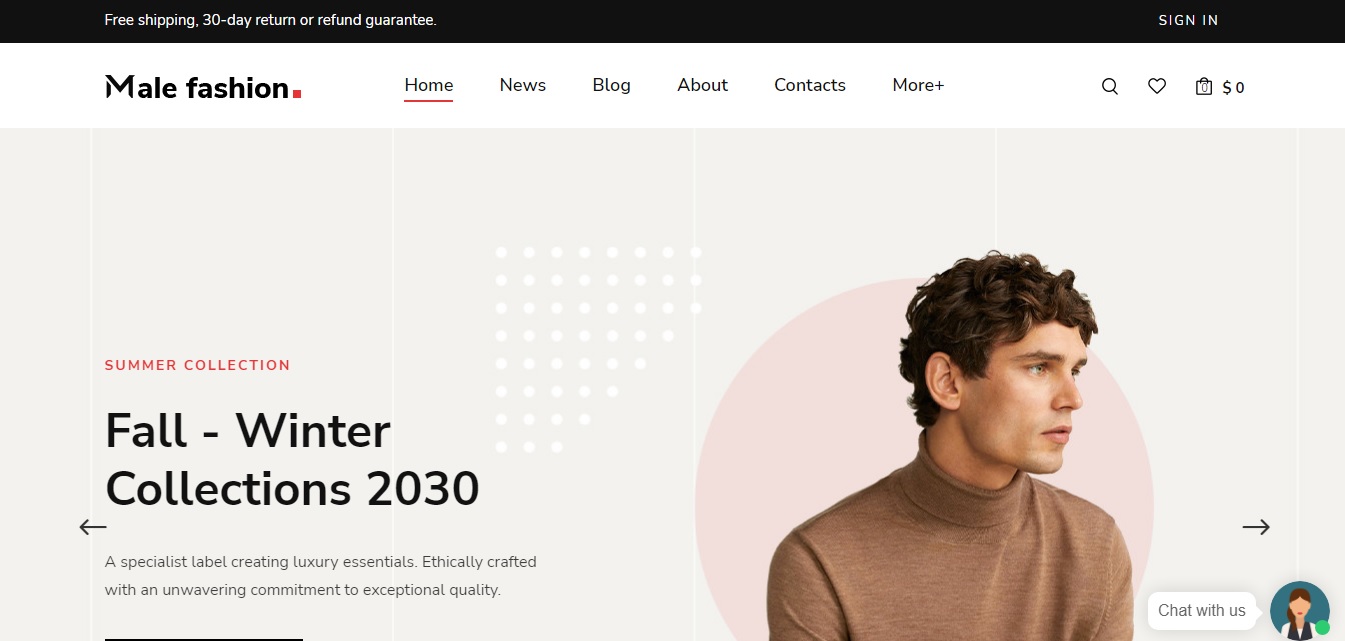 Free shipping, 30-day return or refund guarantee.
SIGN IN
Male fashion.
Home
News
Blog
About
Contacts
More+
0
$ 0
SUMMER COLLECTION
Fall - Winter
Collections 2030
A specialist label creating luxury essentials. Ethically crafted
with an unwavering commitment to exceptional quality.
Chat with us